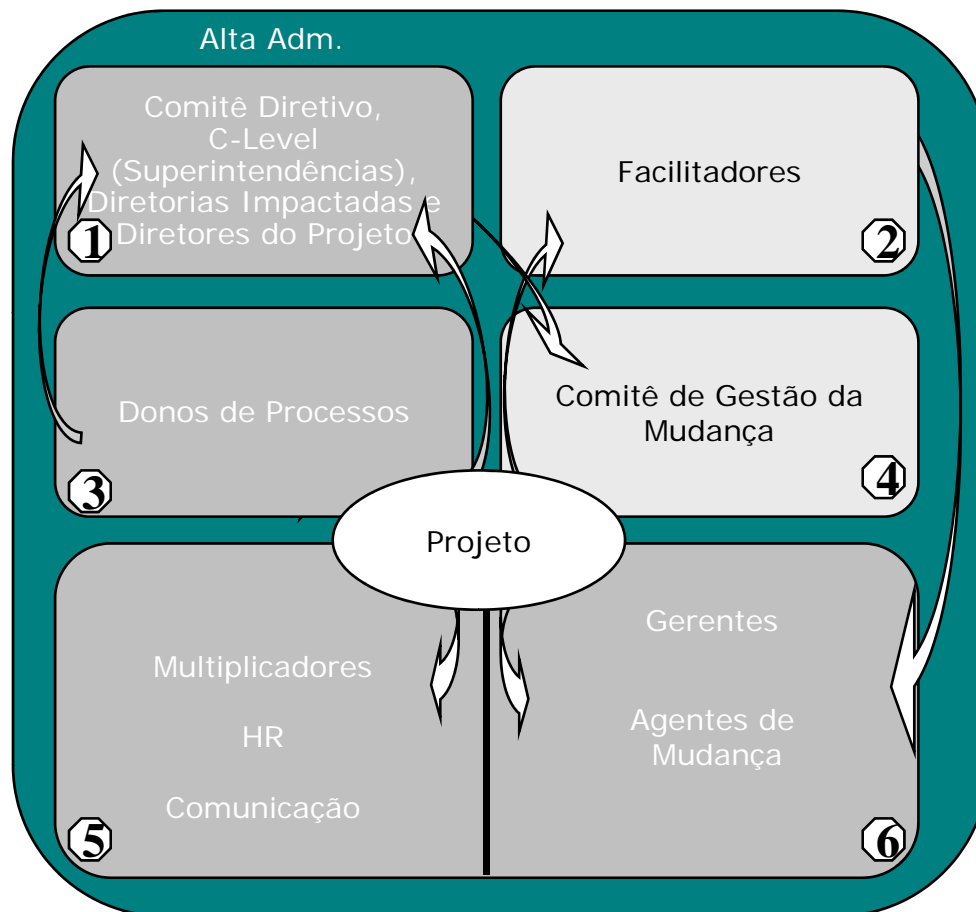 Alta Adm.
Comitê Diretivo,
C-Level
(Superintendências),
Diretorias Impactadas e
Diretores do Projeto
1
Facilitadores
2
Donos de Processos
3
Comitê de Gestão da
Mudança
4
Projeto
Multiplicadores
HR
Comunicação
5
Gerentes
Agentes de
Mudança
6